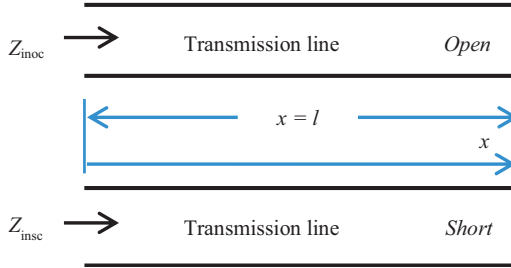 Z_inoc Transmission line Open
x = l
x
Z_insc Transmission line Short